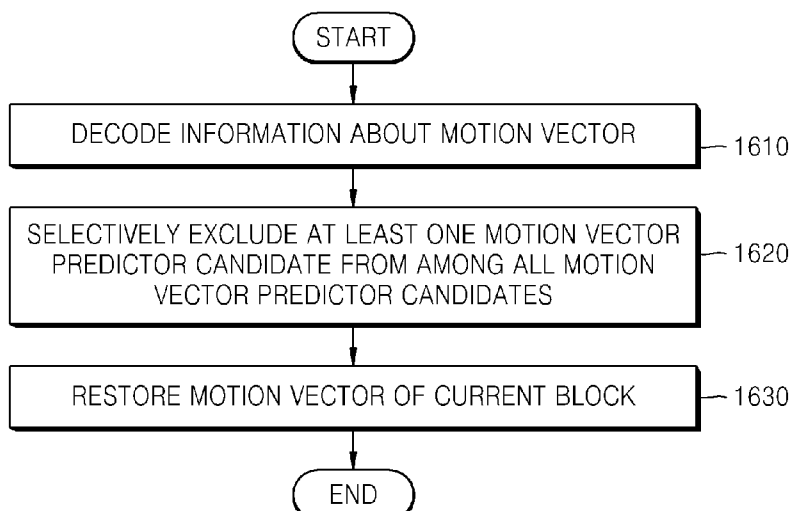 START
DECODE INFORMATION ABOUT MOTION VECTOR
1610
SELECTIVELY EXCLUDE AT LEAST ONE MOTION VECTOR
PREDICTOR CANDIDATE FROM AMONG ALL MOTION
VECTOR PREDICTOR CANDIDATES
1620
RESTORE MOTION VECTOR OF CURRENT BLOCK
1630
END